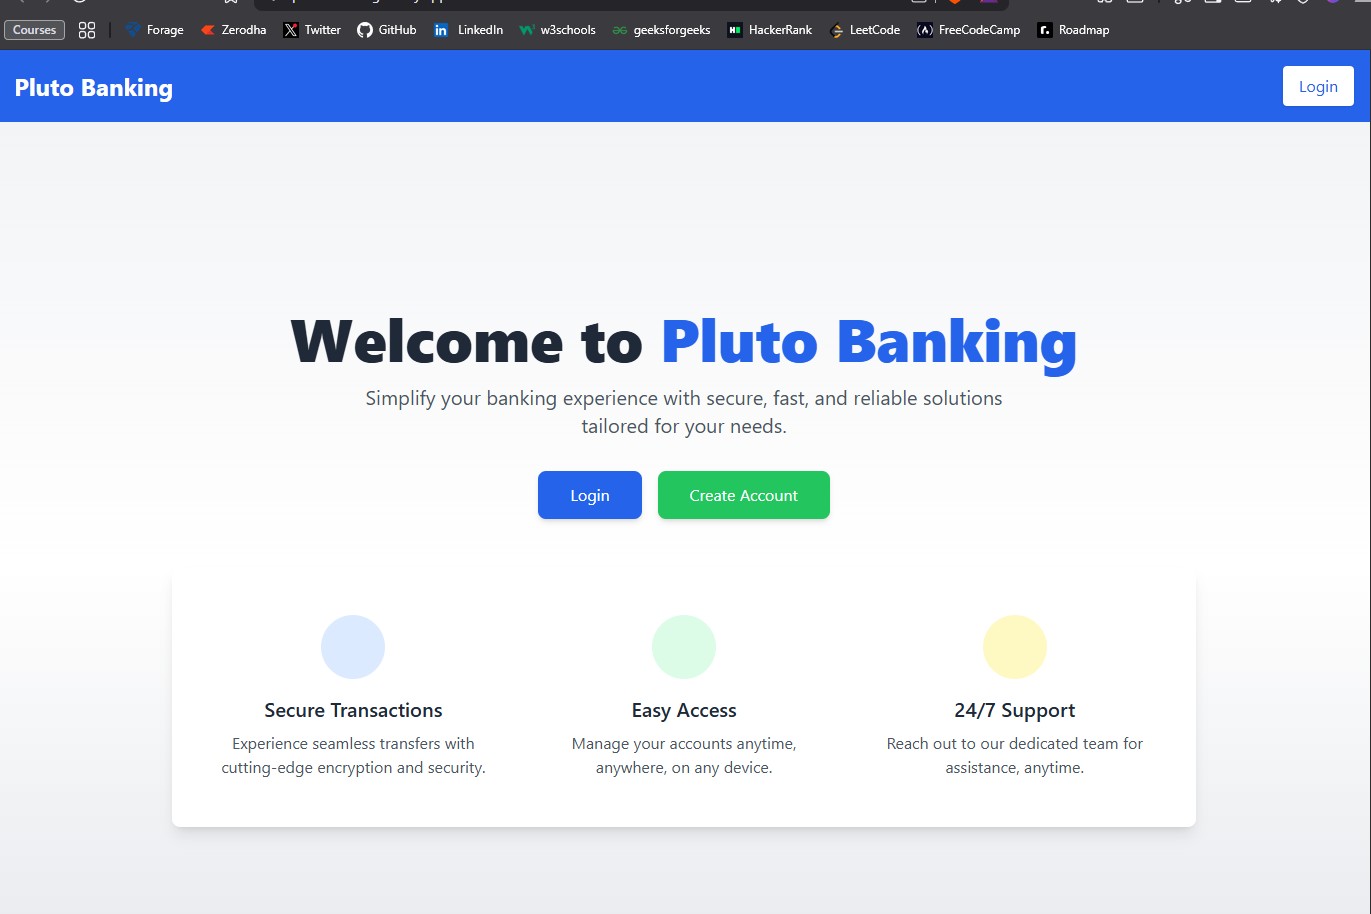 Courses Forage Zerodha Twitter GitHub LinkedIn w3schools geeksforgeeks HackerRank LeetCode FreeCodeCamp Roadmap
Pluto Banking Login
Welcome to Pluto Banking
Simplify your banking experience with secure, fast, and reliable solutions
tailored for your needs.
Login Create Account
Secure Transactions Easy Access 24/7 Support
Experience seamless transfers with Manage your accounts anytime, Reach out to our dedicated team for
cutting-edge encryption and security. anywhere, on any device. assistance, anytime.